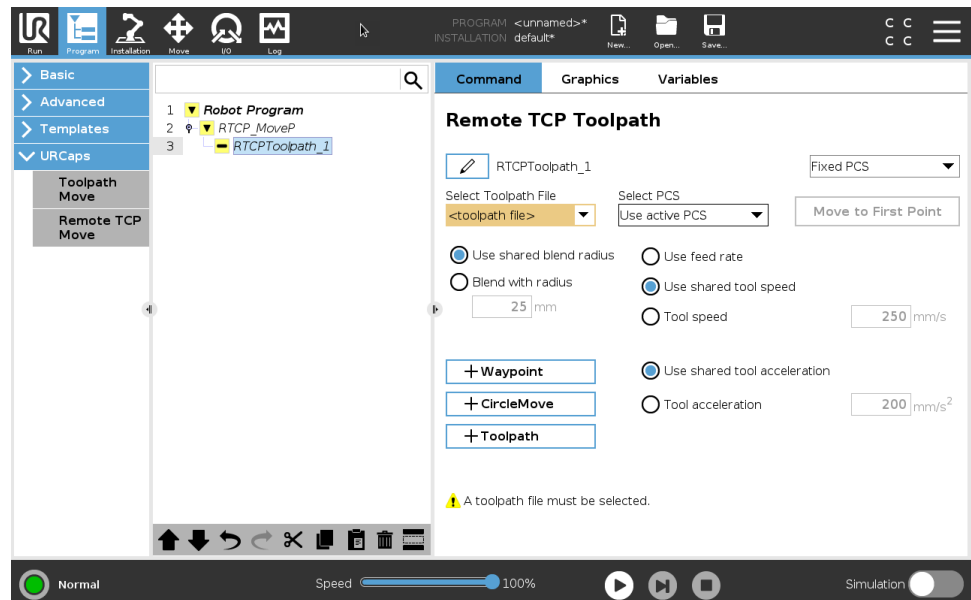 PROGRAM <unnamed>*
INSTALLATION default*
UR
Run
Program
Installation
Move
I/O
Log
New...
Open...
Save...
C C
C C
Basic
Advanced
Templates
URCaps
Toolpath
Move
Remote TCP
Move
1 Robot Program
2 RTCP_MoveP
3 RTCPToolpath_1
Command Graphics Variables
Remote TCP Toolpath
RTCPToolpath_1
Fixed PCS
Select Toolpath File
Select PCS
<toolpath file>
Use active PCS
Move to First Point
Use shared blend radius
Use feed rate
Blend with radius
Use shared tool speed
25 mm
Tool speed
250 mm/s
+ Waypoint
Use shared tool acceleration
+ CircleMove
Tool acceleration
200 mm/s²
+ Toolpath
A toolpath file must be selected.
Normal
Speed
100%
Simulation